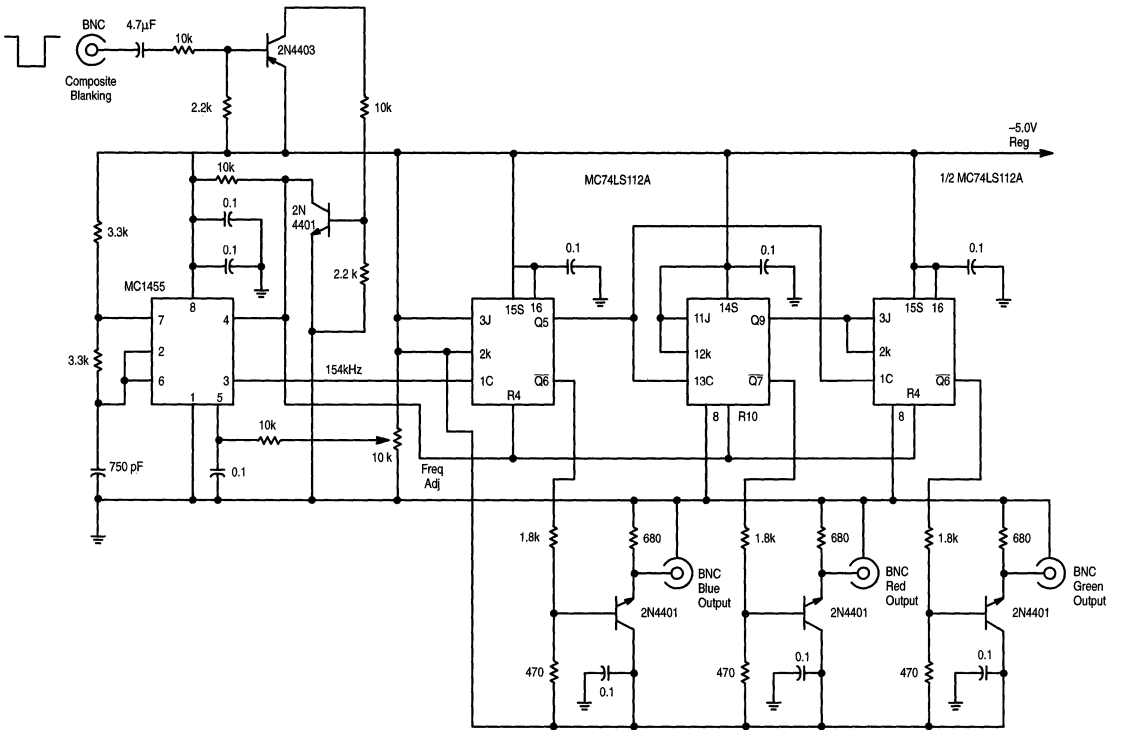 BNC
4.7µF
10k
2N4403
Composite
Blanking
2.2k
10k
–5.0V
Reg
10k
MC74LS112A
1/2 MC74LS112A
0.1
2N
4401
3.3k
0.1
2.2 k
0.1
0.1
0.1
MC1455
8
15S
16
14S
15S
16
7
4
3J
Q5
11J
Q9
3J
3.3k
2
2k
12k
2k
6
3
154kHz
1C
Q6
13C
Q7
1C
Q6
1
5
R4
8
R10
8
R4
10k
10 k
750 pF
0.1
Freq
Adj
1.8k
680
1.8k
680
1.8k
680
BNC
Blue
Output
BNC
Red
Output
BNC
Green
Output
2N4401
2N4401
2N4401
470
0.1
470
0.1
470
0.1